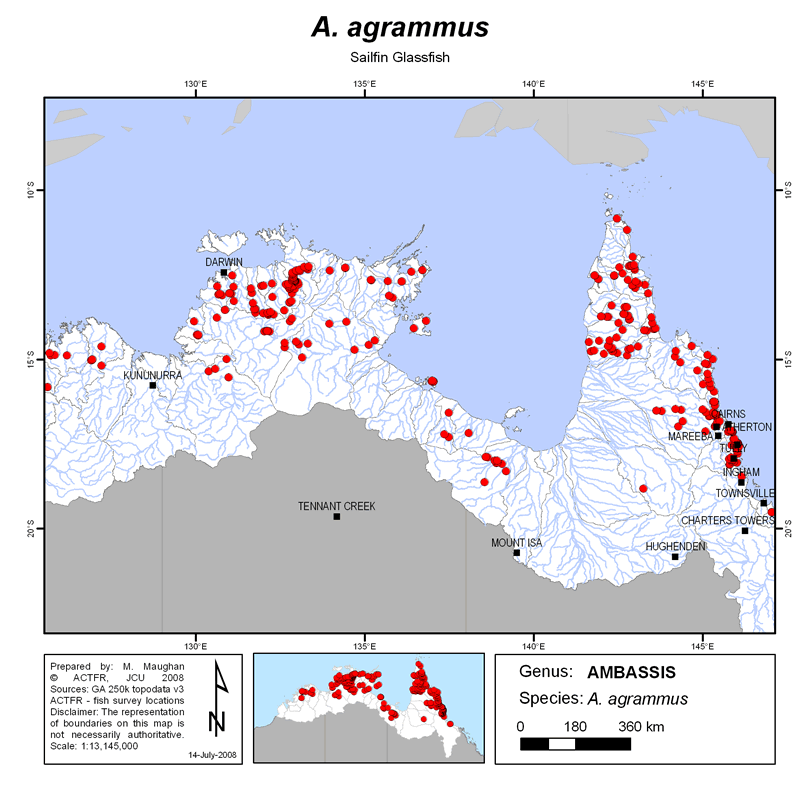 A. agrammus
Sailfin Glassfish
130°E 135°E 140°E 145°E
10°S 10°S
DARWIN
15°S 15°S
KUNUNURRA
CAIRNS
ATHERTON
MAREEBA
TULLY
INGHAM
TOWNSVILLE
TENNANT CREEK
CHARTERS TOWERS
20°S 20°S
MOUNT ISA
HUGHENDEN
130°E 135°E 140°E 145°E
Prepared by: M. Maughan
© ACTFR, JCU 2008
Sources: GA 250k topodata v3
ACTFR - fish survey locations
Disclaimer: The representation
of boundaries on this map is
not necessarily authoritative.
Scale: 1:13,145,000
14-July-2008
N
Genus: AMBASSIS
Species: A. agrammus
0 180 360 km